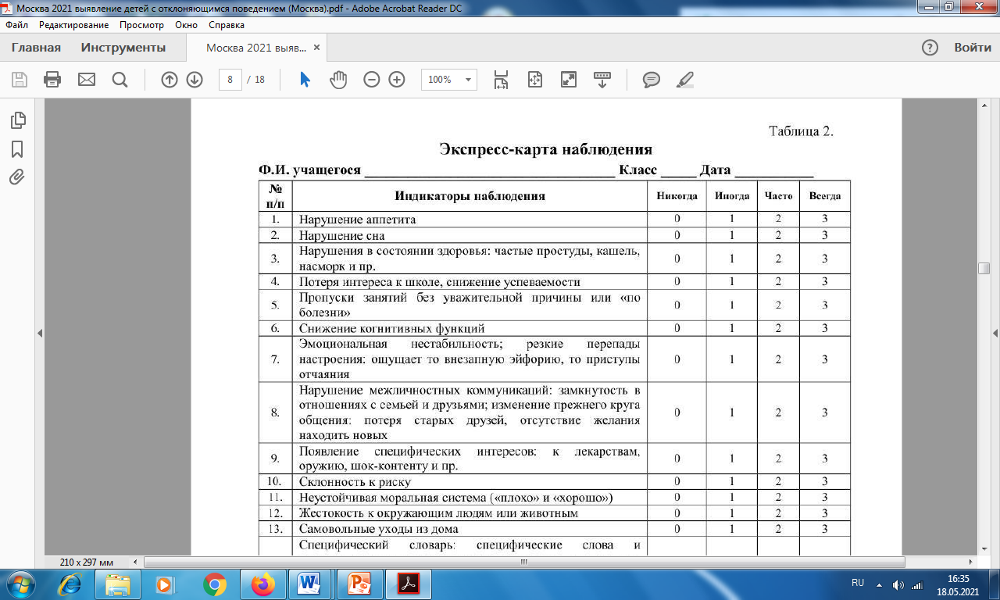 Москва 2021 выявление детей с отклоняющимся поведением (Москва).pdf - Adobe Acrobat Reader DC
Файл Редактирование Просмотр Окно Справка
Главная Инструменты Москва 2021 выяв... × Войти
8 / 18 100%
Таблица 2.
Экспресс-карта наблюдения
Ф.И. учащегося ___________________________________ Класс _____ Дата ___________
№ п/п Индикаторы наблюдения Никогда Иногда Часто Всегда
1. Нарушение аппетита 0 1 2 3
2. Нарушение сна 0 1 2 3
3. Нарушения в состоянии здоровья: частые простуды, кашель, 0 1 2 3
насморк и пр.
4. Потеря интереса к школе, снижение успеваемости 0 1 2 3
5. Пропуски занятий без уважительной причины или «по 0 1 2 3
болезни»
6. Снижение когнитивных функций 0 1 2 3
7. Эмоциональная нестабильность; резкие перепады 0 1 2 3
настроения: ощущает то внезапную эйфорию, то приступы
отчаяния
8. Нарушение межличностных коммуникаций: замкнутость в 0 1 2 3
отношениях с семьей и друзьями; изменение прежнего круга
общения: потеря старых друзей, отсутствие желания
находить новых
9. Появление специфических интересов: к лекарствам, 0 1 2 3
оружию, шок-контенту и пр.
10. Склонность к риску 0 1 2 3
11. Неустойчивая моральная система («плохо» и «хорошо») 0 1 2 3
12. Жестокость к окружающим людям или животным 0 1 2 3
13. Самовольные уходы из дома 0 1 2 3
Специфический словарь: специфические слова и
210 x 297 мм
RU 16:35
18.05.2021